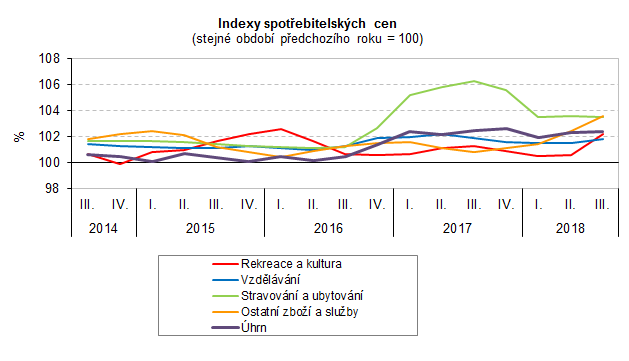 Indexy spotřebitelských cen
(stejné období předchozího roku = 100)
108
106
104
102
100
98
%
III. IV. I. II. III. IV. I. II. III. IV. I. II. III. IV. I. II. III.
2014 2015 2016 2017 2018
Rekreace a kultura
Vzdělávání
Stravování a ubytování
Ostatní zboží a služby
Úhrn